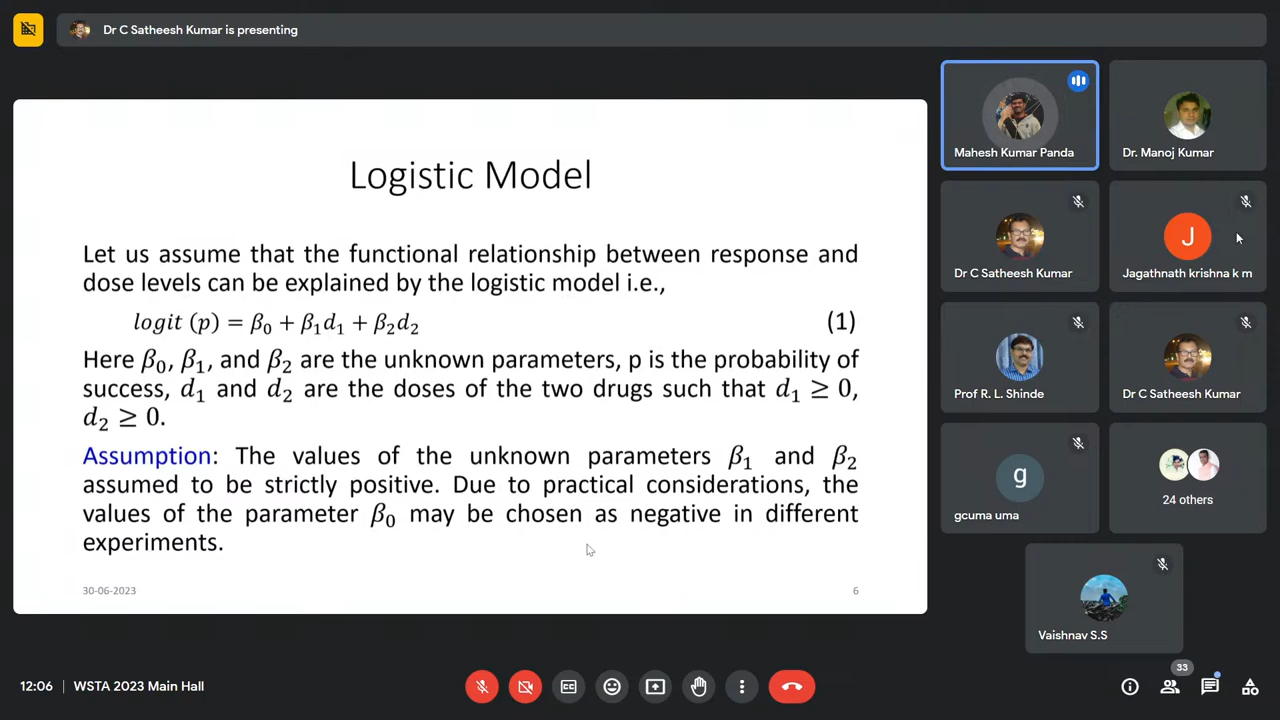 Dr C Satheesh Kumar is presenting
Logistic Model
Let us assume that the functional relationship between response and
dose levels can be explained by the logistic model i.e.,
logit (p) = β₀ + β₁d₁ + β₂d₂ (1)
Here β₀, β₁, and β₂ are the unknown parameters, p is the probability of
success, d₁ and d₂ are the doses of the two drugs such that d₁ ≥ 0,
d₂ ≥ 0.
Assumption: The values of the unknown parameters β₁ and β₂
assumed to be strictly positive. Due to practical considerations, the
values of the parameter β₀ may be chosen as negative in different
experiments.
30-06-2023 6
Mahesh Kumar Panda
Dr. Manoj Kumar
Dr C Satheesh Kumar
J
Jagathnath krishna k m
Prof R. L. Shinde
Dr C Satheesh Kumar
g
gcuma uma
24 others
Vaishnav S.S
12:06 | WSTA 2023 Main Hall
CC
33